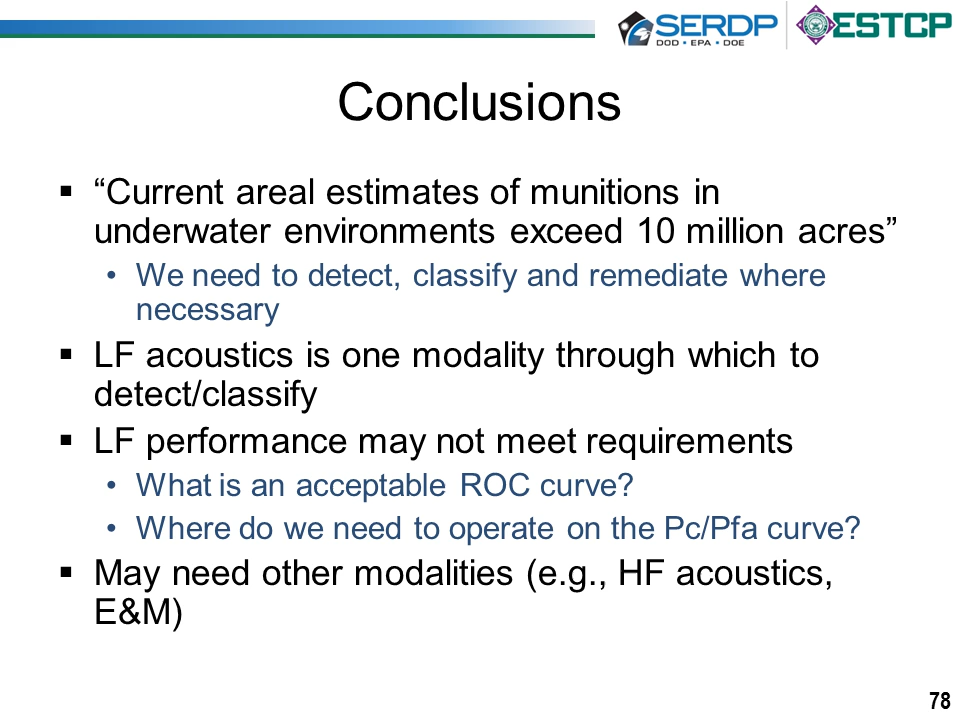 SERDP
DOD • EPA • DOE
ESTCP
Conclusions
▪ “Current areal estimates of munitions in
underwater environments exceed 10 million acres”
• We need to detect, classify and remediate where
necessary
▪ LF acoustics is one modality through which to
detect/classify
▪ LF performance may not meet requirements
• What is an acceptable ROC curve?
• Where do we need to operate on the Pc/Pfa curve?
▪ May need other modalities (e.g., HF acoustics,
E&M)
78